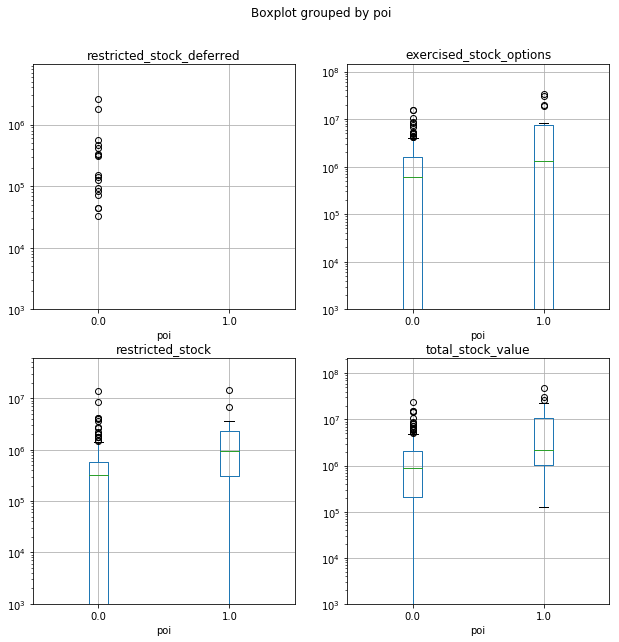 Boxplot grouped by poi
restricted_stock_deferred
10^6
10^5
10^4
10^3
0.0 1.0
poi
exercised_stock_options
10^8
10^7
10^6
10^5
10^4
10^3
0.0 1.0
poi
restricted_stock
10^7
10^6
10^5
10^4
10^3
0.0 1.0
poi
total_stock_value
10^8
10^7
10^6
10^5
10^4
10^3
0.0 1.0
poi